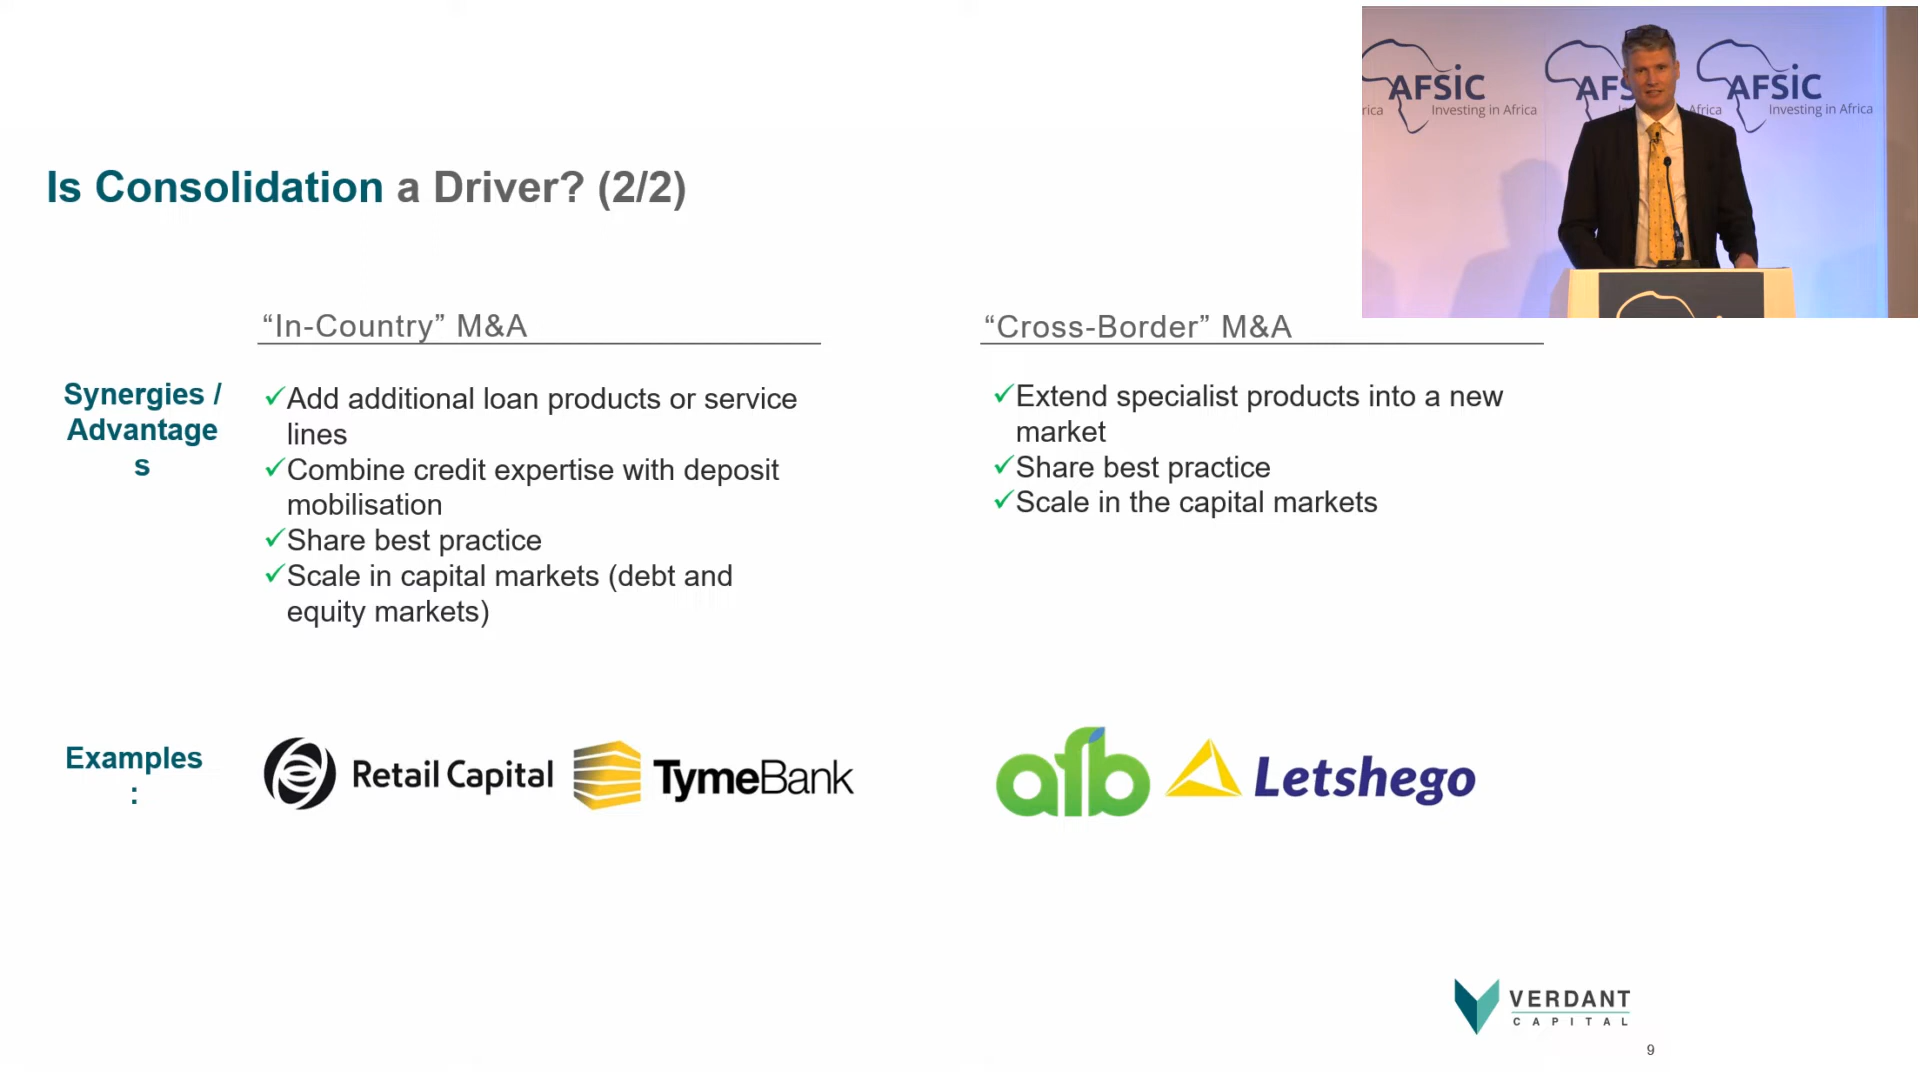 AFSIC
AFS
AFSIC
rica
Investing in Africa
Africa
Investing in Africa
Is Consolidation a Driver? (2/2)
“In-Country” M&A
“Cross-Border” M&A
Synergies /
Advantage
s
✓Add additional loan products or service
lines
✓Combine credit expertise with deposit
mobilisation
✓Share best practice
✓Scale in capital markets (debt and
equity markets)
✓Extend specialist products into a new
market
✓Share best practice
✓Scale in the capital markets
Examples
:
Retail Capital
TymeBank
afb
Letshego
VERDANT
CAPITAL
9